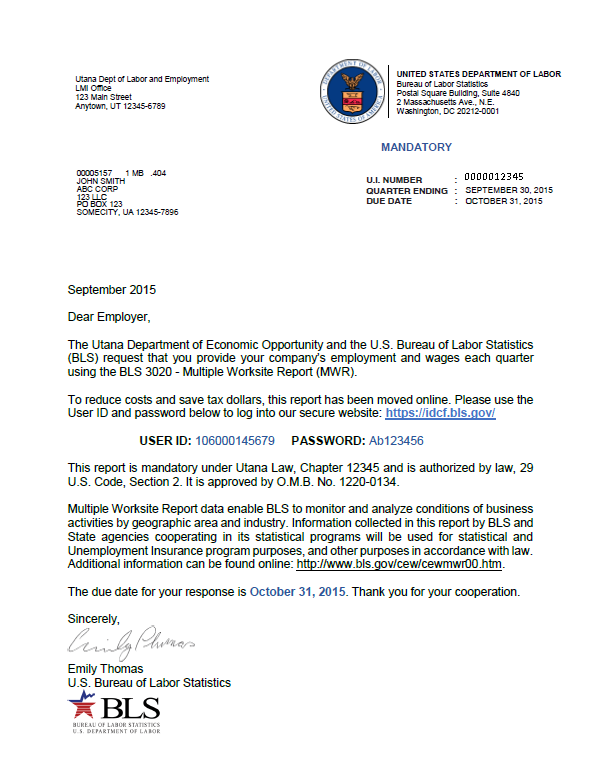 Utana Dept of Labor and Employment
LMI Office
123 Main Street
Anytown, UT 12345-6789
DEPARTMENT OF LABOR
UNITED STATES OF AMERICA
UNITED STATES DEPARTMENT OF LABOR
Bureau of Labor Statistics
Postal Square Building, Suite 4840
2 Massachusetts Ave., N.E.
Washington, DC 20212-0001
MANDATORY
00005157 1 MB .404
JOHN SMITH
ABC CORP
123 LLC
PO BOX 123
SOMECITY, UA 12345-7896
U.I. NUMBER : 0000012345
QUARTER ENDING : SEPTEMBER 30, 2015
DUE DATE : OCTOBER 31, 2015
September 2015
Dear Employer,
The Utana Department of Economic Opportunity and the U.S. Bureau of Labor Statistics
(BLS) request that you provide your company's employment and wages each quarter
using the BLS 3020 - Multiple Worksite Report (MWR).
To reduce costs and save tax dollars, this report has been moved online. Please use the
User ID and password below to log into our secure website: https://idcf.bls.gov/
USER ID: 106000145679 PASSWORD: Ab123456
This report is mandatory under Utana Law, Chapter 12345 and is authorized by law, 29
U.S. Code, Section 2. It is approved by O.M.B. No. 1220-0134.
Multiple Worksite Report data enable BLS to monitor and analyze conditions of business
activities by geographic area and industry. Information collected in this report by BLS and
State agencies cooperating in its statistical programs will be used for statistical and
Unemployment Insurance program purposes, and other purposes in accordance with law.
Additional information can be found online: http://www.bls.gov/cew/cewmwr00.htm.
The due date for your response is October 31, 2015. Thank you for your cooperation.
Sincerely,
Emily Thomas
Emily Thomas
U.S. Bureau of Labor Statistics
BLS
BUREAU OF LABOR STATISTICS
U.S. DEPARTMENT OF LABOR